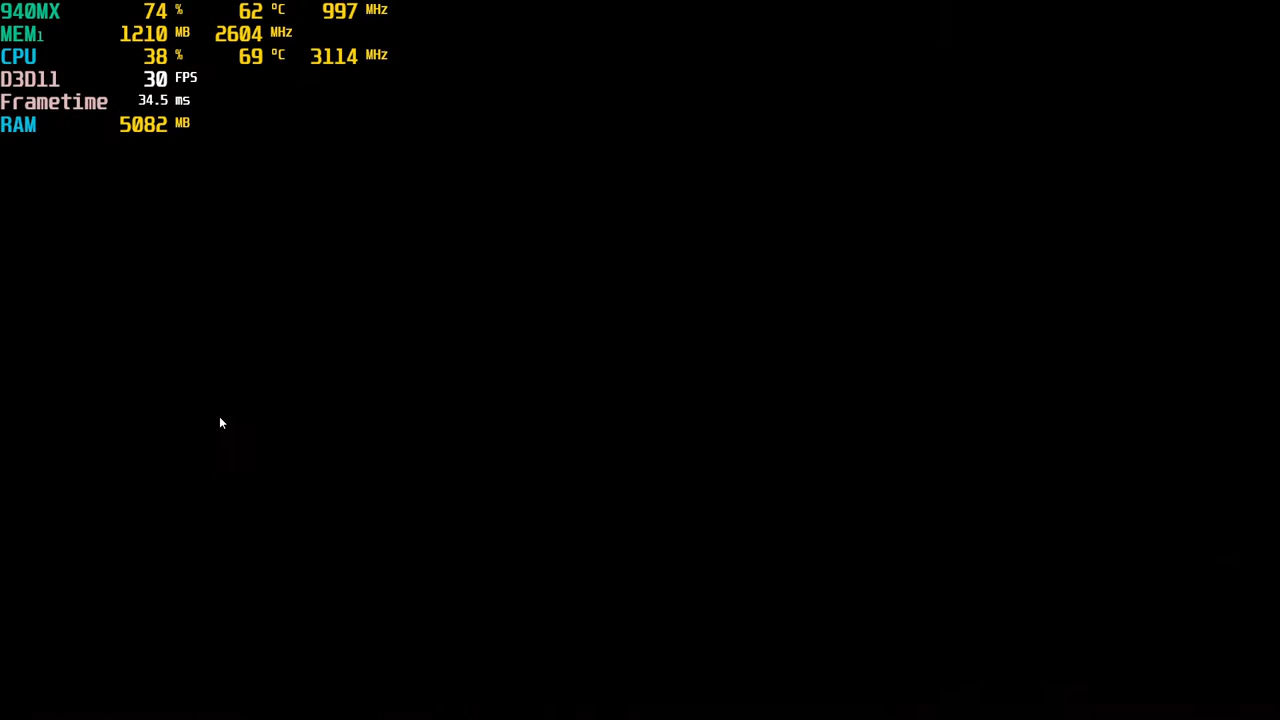 940MX 74 % 62 °C 997 MHz
MEM1 1210 MB 2604 MHz
CPU 38 % 69 °C 3114 MHz
D3D11 30 FPS
Frametime 34.5 ms
RAM 5082 MB